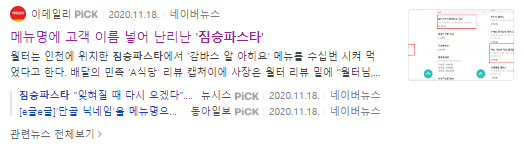 이데일리 PiCK 2020.11.18. 네이버뉴스
메뉴명에 고객 이름 넣어 난리난 '짐승파스타'
월터는 인천에 위치한 짐승파스타에서 '감바스 알 아히요' 메뉴를 수십번 시켜 먹
었다고 한다. 배달의 민족 'A식당' 리뷰 캡처이에 사장은 월터 리뷰 밑에 "월터님,...
짐승파스타 "잊혀질 때 다시 오겠다"... 뉴시스 PiCK 2020.11.18. 네이버뉴스
[e글e글]'단골 닉네임'을 메뉴명으... 동아일보 PiCK 2020.11.18. 네이버뉴스
관련뉴스 전체보기 >